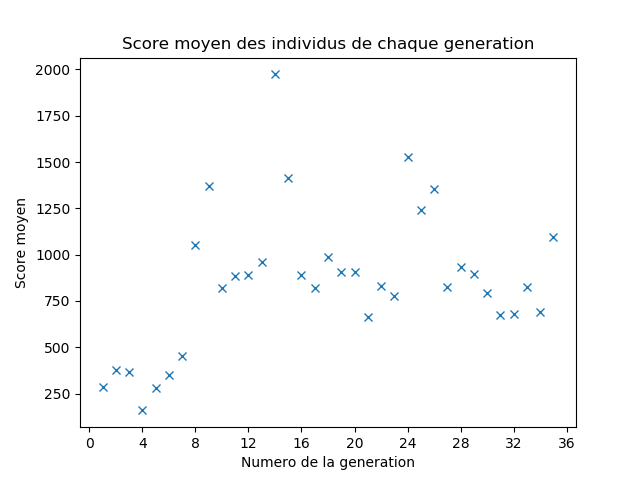 Score moyen des individus de chaque generation
2000
1750
1500
1250
1000
750
500
250
Score moyen
0 4 8 12 16 20 24 28 32 36
Numero de la generation